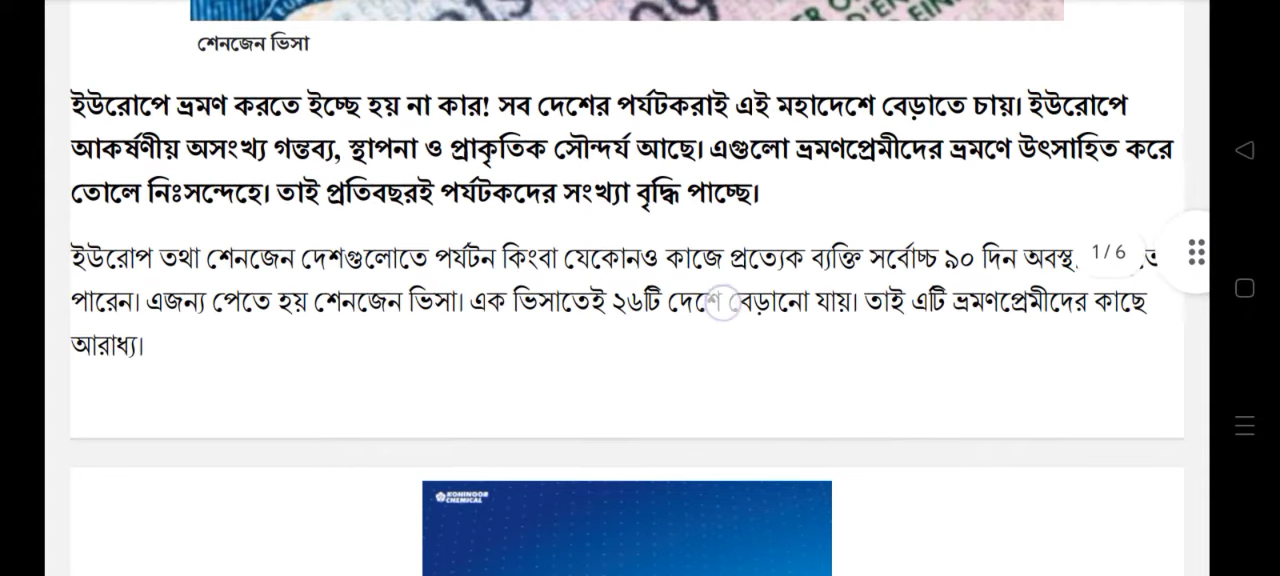 শেনজেন ভিসা
ইউরোপে ভ্রমণ করতে ইচ্ছে হয় না কার! সব দেশের পর্যটকরাই এই মহাদেশে বেড়াতে চায়। ইউরোপে
আকর্ষণীয় অসংখ্য গন্তব্য, স্থাপনা ও প্রাকৃতিক সৌন্দর্য আছে। এগুলো ভ্রমণপ্রেমীদের ভ্রমণে উৎসাহিত করে
তোলে নিঃসন্দেহে। তাই প্রতিবছরই পর্যটকদের সংখ্যা বৃদ্ধি পাচ্ছে।
ইউরোপ তথা শেনজেন দেশগুলোতে পর্যটন কিংবা যেকোনও কাজে প্রত্যেক ব্যক্তি সর্বোচ্চ ৯০ দিন
1/6
পারেন। এজন্য পেতে হয় শেনজেন ভিসা। এক ভিসাতেই ২৬টি দেশে বেড়ানো যায়। তাই এটি ভ্রমণপ্রেমীদের কাছে
আরাধ্য।
KOHINOOR
CHEMICAL